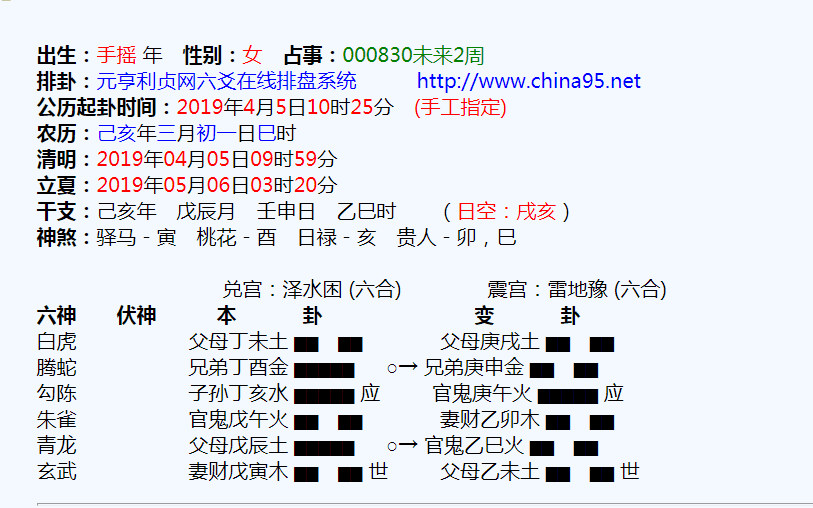 出生：手摇 年 性别：女 占事：000830未来2周
排卦：元亨利贞网六爻在线排盘系统 http://www.china95.net
公历起卦时间：2019年4月5日10时25分 (手工指定)
农历：己亥年三月初一日巳时
清明：2019年04月05日09时59分
立夏：2019年05月06日03时20分
干支：己亥年 戊辰月 壬申日 乙巳时 （日空：戌亥）
神煞：驿马－寅 桃花－酉 日禄－亥 贵人－卯，巳
兑宫：泽水困 (六合) 震宫：雷地豫 (六合)
六神 伏神 本 卦 变 卦
白虎 父母丁未土 父母庚戌土
腾蛇 兄弟丁酉金 ○→ 兄弟庚申金
勾陈 子孙丁亥水 应 官鬼庚午火 应
朱雀 官鬼戊午火 妻财乙卯木
青龙 父母戊辰土 ○→ 官鬼乙巳火
玄武 妻财戊寅木 世 父母乙未土 世